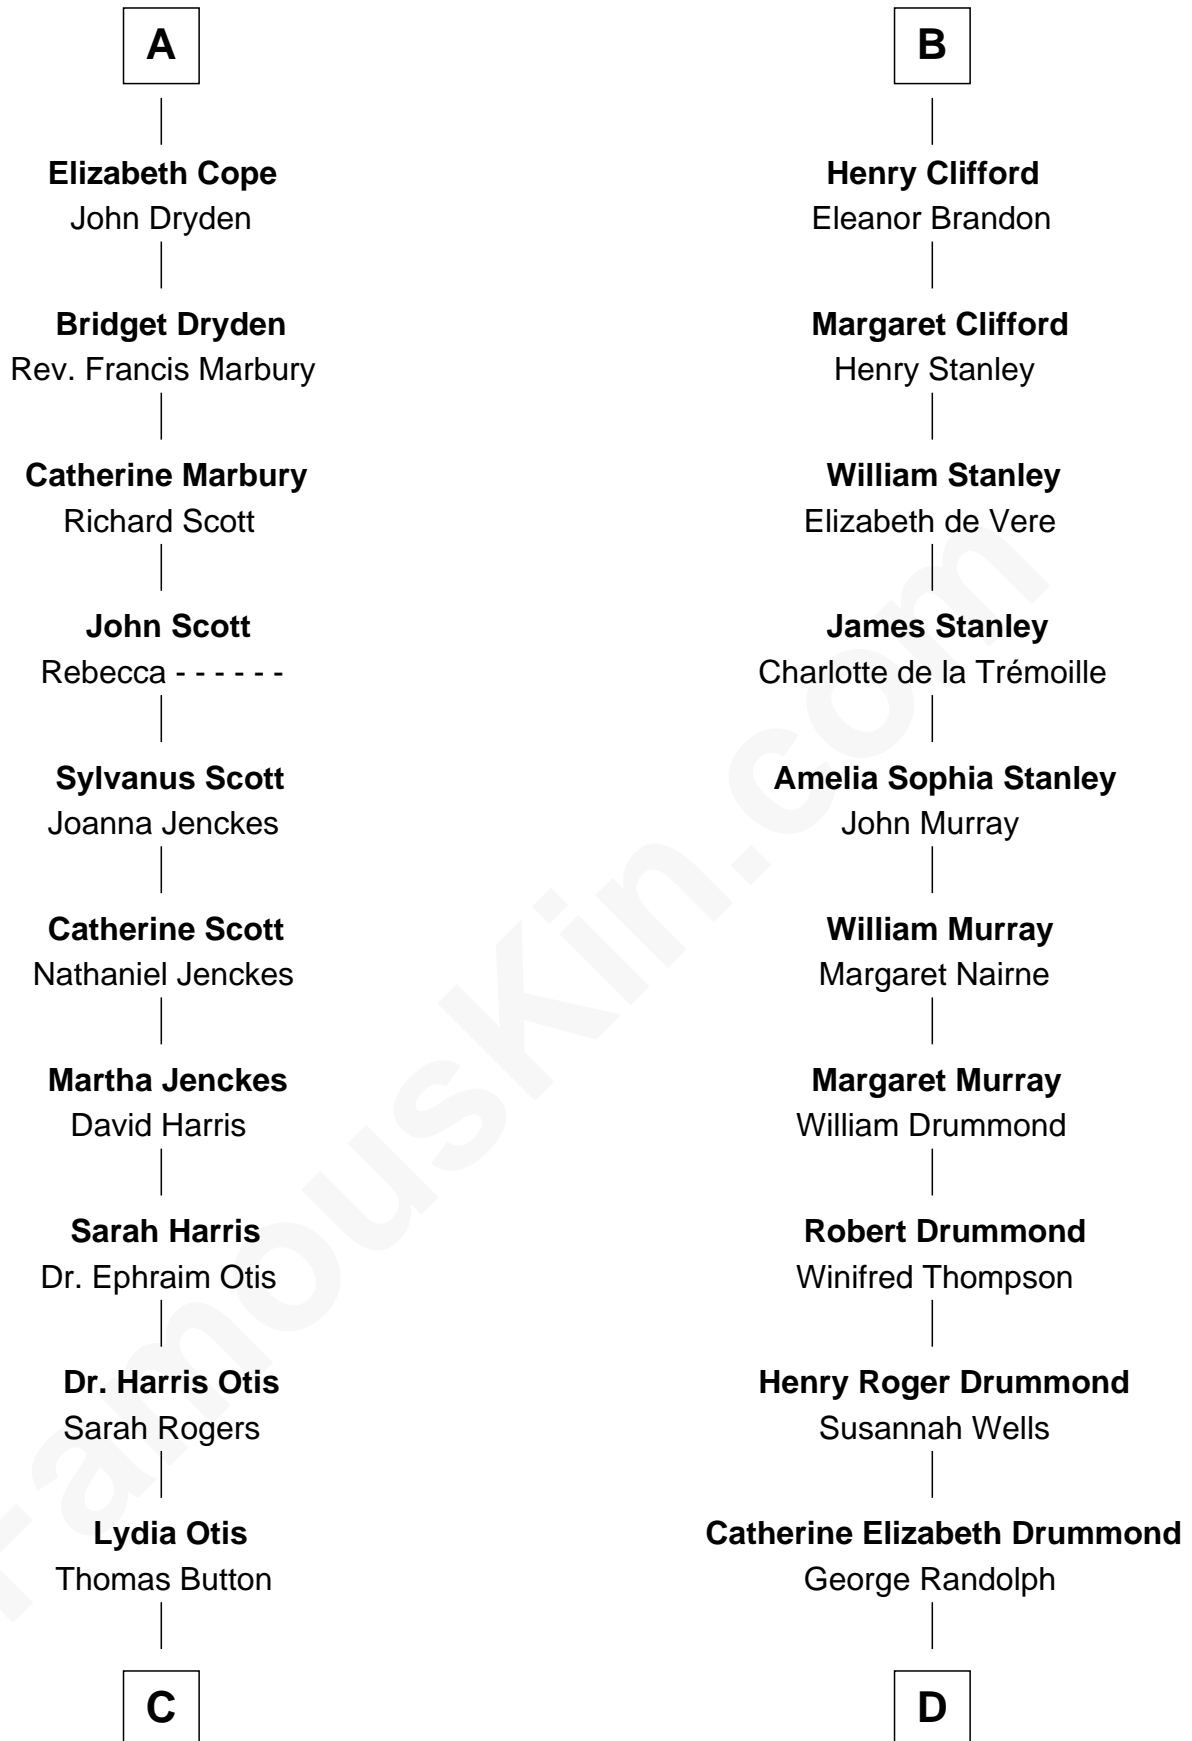 A
Elizabeth Cope
John Dryden
Bridget Dryden
Rev. Francis Marbury
Catherine Marbury
Richard Scott
John Scott
Rebecca - - - - - -
Sylvanus Scott
Joanna Jenckes
Catherine Scott
Nathaniel Jenckes
Martha Jenckes
David Harris
Sarah Harris
Dr. Ephraim Otis
Dr. Harris Otis
Sarah Rogers
Lydia Otis
Thomas Button
C
B
Henry Clifford
Eleanor Brandon
Margaret Clifford
Henry Stanley
William Stanley
Elizabeth de Vere
James Stanley
Charlotte de la Trémoille
Amelia Sophia Stanley
John Murray
William Murray
Margaret Nairne
Margaret Murray
William Drummond
Robert Drummond
Winifred Thompson
Henry Roger Drummond
Susannah Wells
Catherine Elizabeth Drummond
George Randolph
D
FamousKin.com